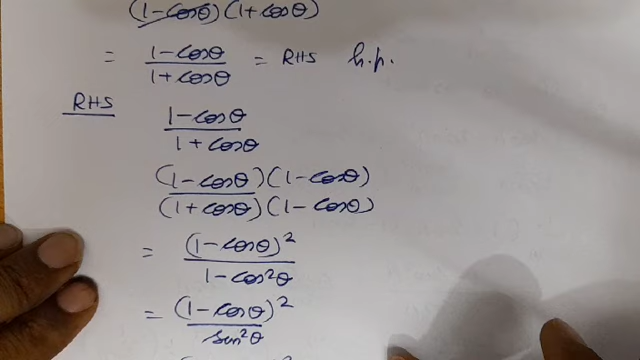 (1-cosθ)(1+cosθ)
= 1-cosθ / 1+cosθ = RHS h.p.
RHS 1-cosθ / 1+cosθ
(1-cosθ)(1-cosθ) / (1+cosθ)(1-cosθ)
= (1-cosθ)² / 1-cos²θ
= (1-cosθ)² / sin²θ